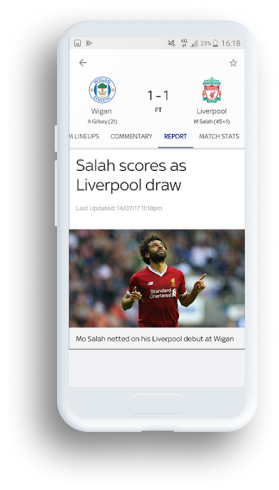 4G 23% 16:18
1-1
Wigan FT Liverpool
A Gilbey (21) M Salah (45+1)
M LINEUPS COMMENTARY REPORT MATCH STATS
Salah scores as
Liverpool draw
Last Updated: 14/07/17 11:18pm
Standard
Chartered
Mo Salah netted on his Liverpool debut at Wigan